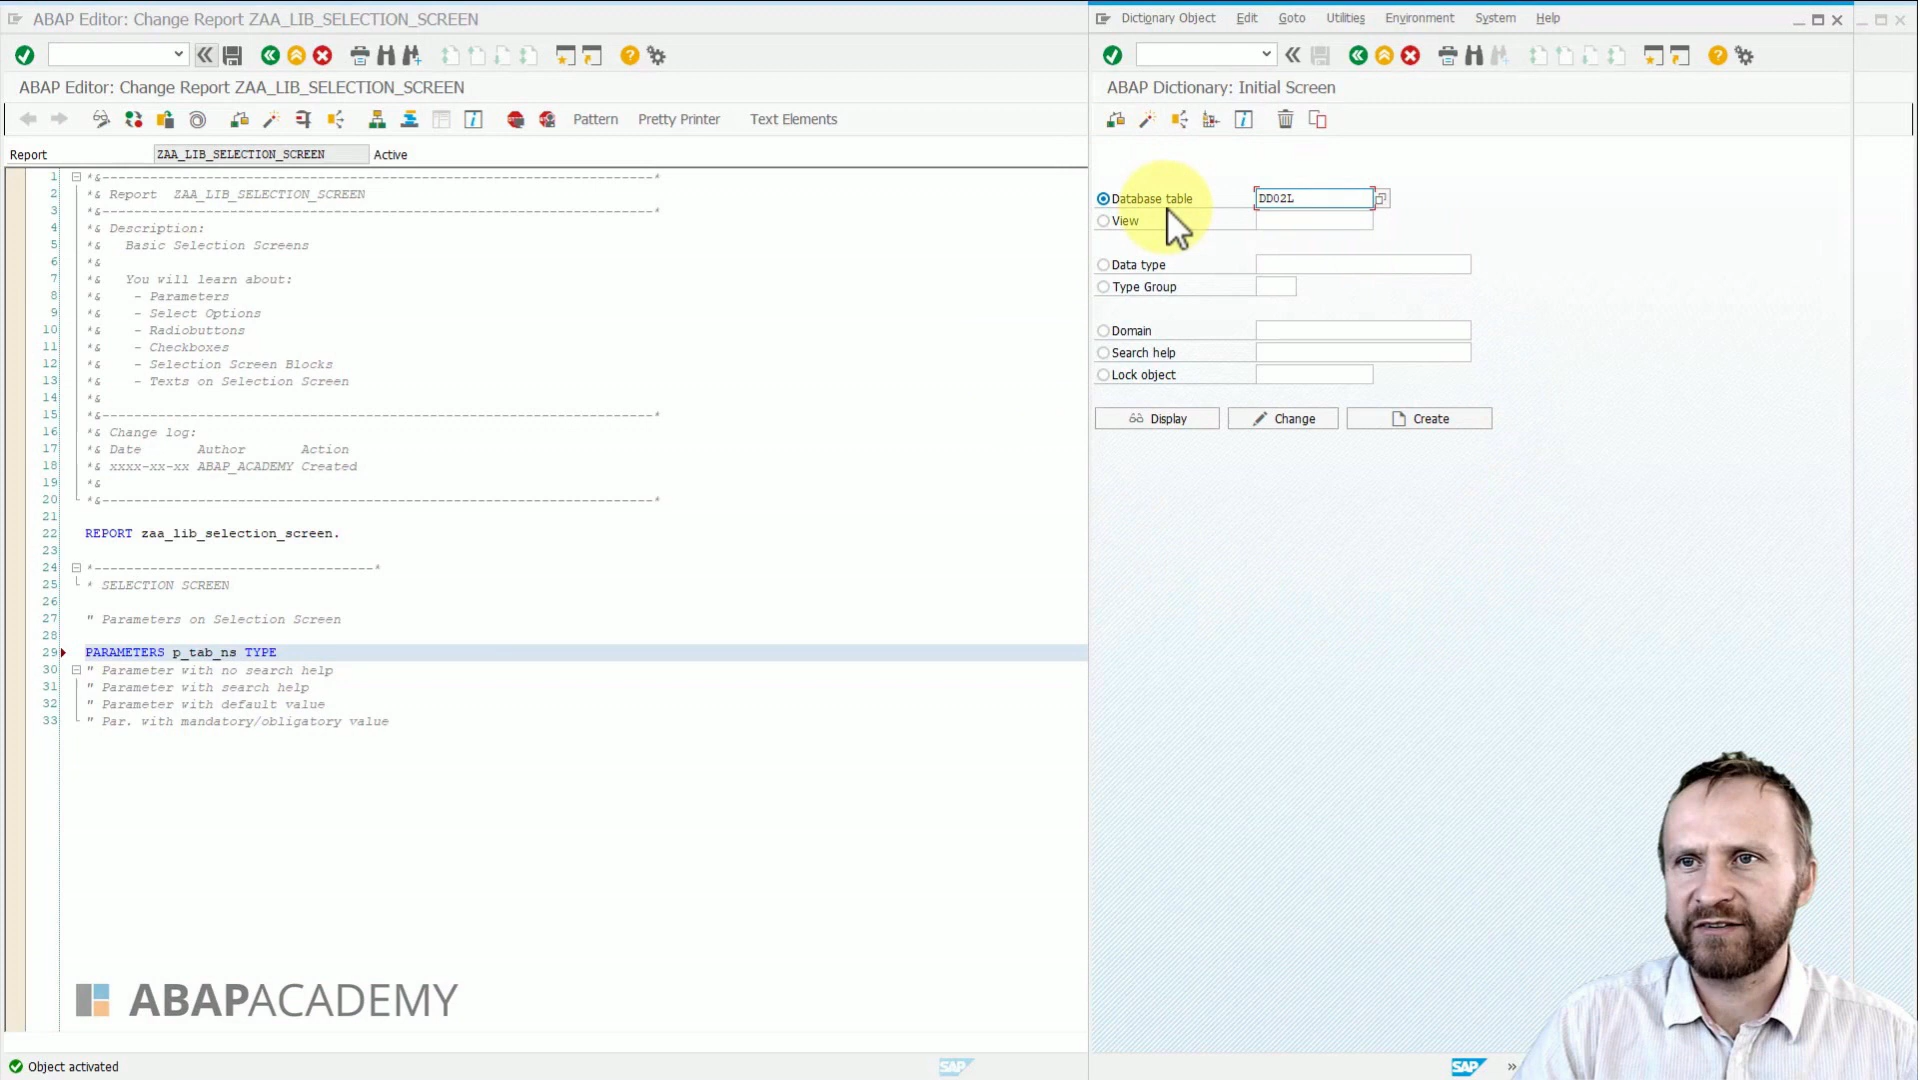 ABAP Editor: Change Report ZAA_LIB_SELECTION_SCREEN
Dictionary Object Edit Goto Utilities Environment System Help
ABAP Editor: Change Report ZAA_LIB_SELECTION_SCREEN
ABAP Dictionary: Initial Screen
Pattern Pretty Printer Text Elements
Report ZAA_LIB_SELECTION_SCREEN Active
1 *&---------------------------------------------------------------------*
2 *& Report ZAA_LIB_SELECTION_SCREEN
3 *&---------------------------------------------------------------------*
4 *& Description:
5 *& Basic Selection Screens
6 *&
7 *& You will learn about:
8 *& - Parameters
9 *& - Select Options
10 *& - Radiobuttons
11 *& - Checkboxes
12 *& - Selection Screen Blocks
13 *& - Texts on Selection Screen
14 *&
15 *&---------------------------------------------------------------------*
16 *& Change log:
17 *& Date Author Action
18 *& xxxx-xx-xx ABAP_ACADEMY Created
19 *&
20 *&---------------------------------------------------------------------*
21
22 REPORT zaa_lib_selection_screen.
23
24 *----------------------------------*
25 * SELECTION SCREEN
26
27 " Parameters on Selection Screen
28
29 PARAMETERS p_tab_ns TYPE
30 " Parameter with no search help
31 " Parameter with search help
32 " Parameter with default value
33 " Par. with mandatory/obligatory value
Database table DD02L
View
Data type
Type Group
Domain
Search help
Lock object
Display Change Create
ABAPACADEMY
Object activated
SAP
SAP »